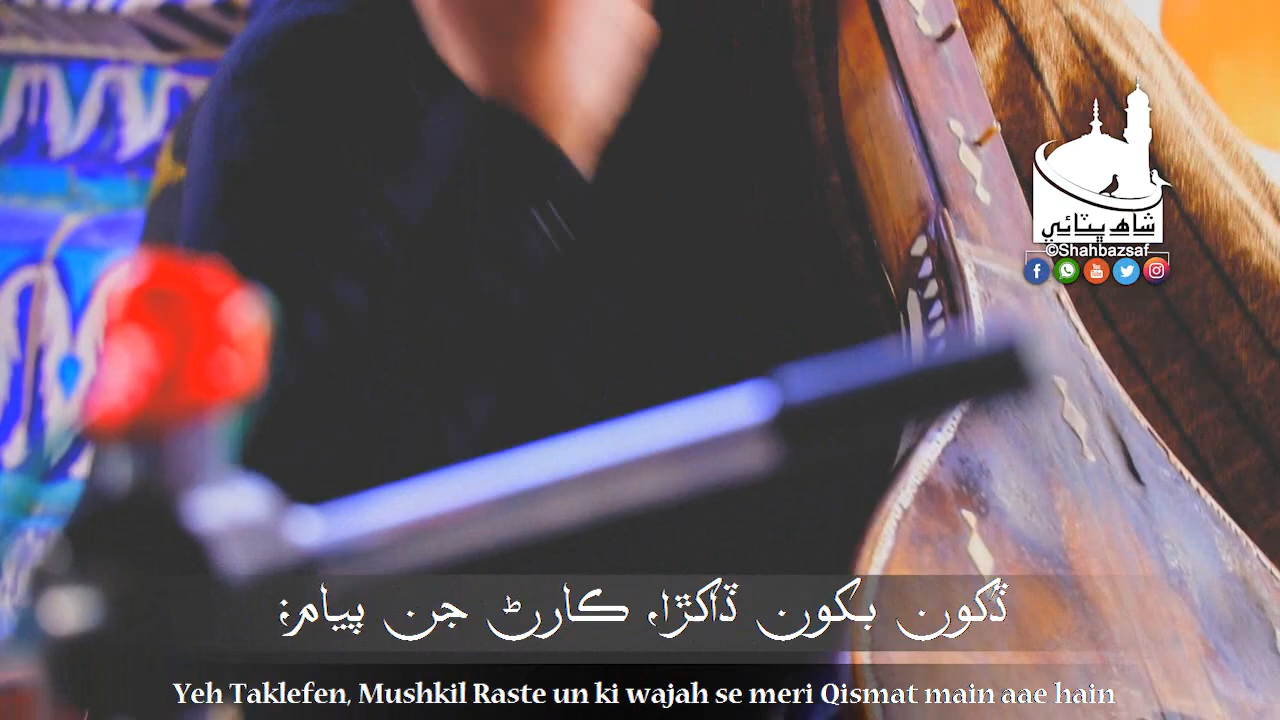 شاھ ڀٽائي
©Shahbazsaf
ڏگون بکون ڏاکڙا، ڪارڻ جن پيام؛
Yeh Taklefen, Mushkil Raste un ki wajah se meri Qismat main aae hain